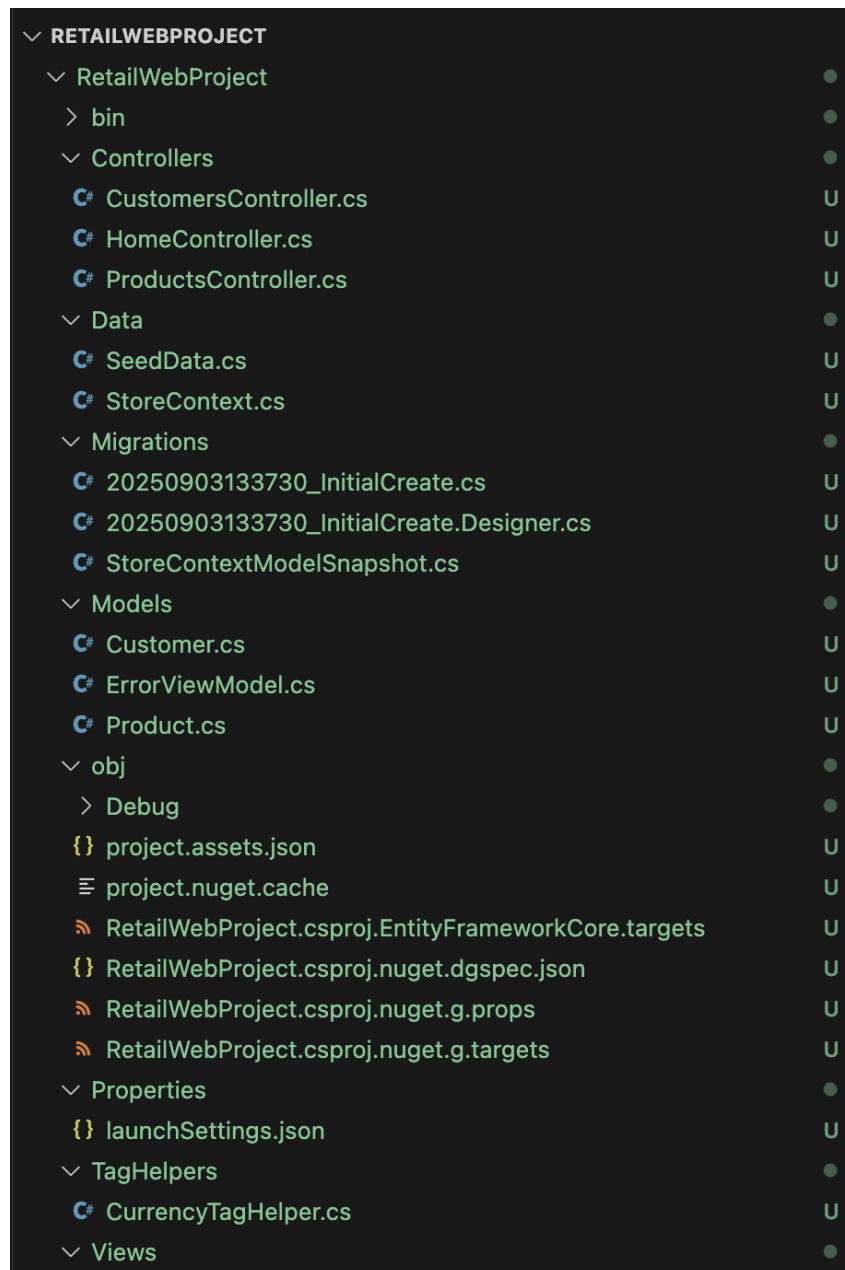 RETAILWEBPROJECT
RetailWebProject
bin
Controllers
C# CustomersController.cs U
C# HomeController.cs U
C# ProductsController.cs U
Data
C# SeedData.cs U
C# StoreContext.cs U
Migrations
C# 20250903133730_InitialCreate.cs U
C# 20250903133730_InitialCreate.Designer.cs U
C# StoreContextModelSnapshot.cs U
Models
C# Customer.cs U
C# ErrorViewModel.cs U
C# Product.cs U
obj
Debug
{} project.assets.json U
project.nuget.cache U
RetailWebProject.csproj.EntityFrameworkCore.targets U
{} RetailWebProject.csproj.nuget.dgspec.json U
RetailWebProject.csproj.nuget.g.props U
RetailWebProject.csproj.nuget.g.targets U
Properties
{} launchSettings.json U
TagHelpers
C# CurrencyTagHelper.cs U
Views